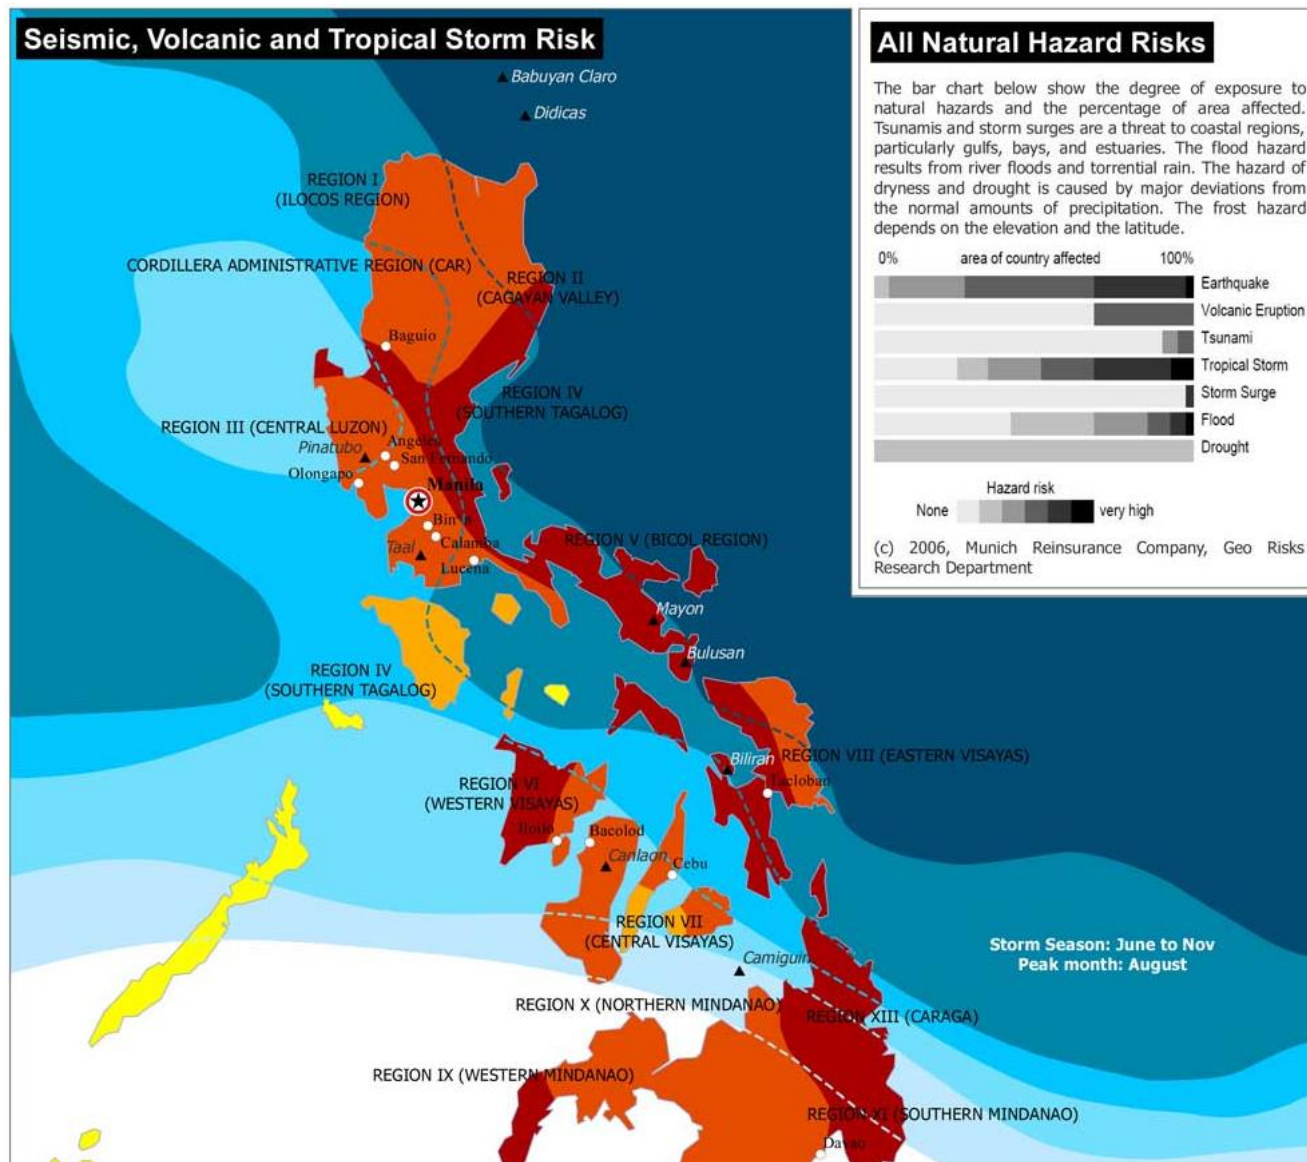 Seismic, Volcanic and Tropical Storm Risk
Babuyan Claro
Didicas
REGION I
(ILOCOS REGION)
CORDILLERA ADMINISTRATIVE REGION (CAR)
REGION II
(CAGAYAN VALLEY)
Baguio
REGION IV
(SOUTHERN TAGALOG)
REGION III (CENTRAL LUZON)
Pinatubo
Angeles
San Fernando
Olongapo
Manila
Calamba
Taal
Lucena
REGION V (BICOL REGION)
Mayon
Bulusan
REGION IV
(SOUTHERN TAGALOG)
Biliran
REGION VIII (EASTERN VISAYAS)
Tacloban
REGION VI
(WESTERN VISAYAS)
Iloilo
Bacolod
Canlaon
Cebu
REGION VII
(CENTRAL VISAYAS)
Camiguin
Storm Season: June to Nov
Peak month: August
REGION X (NORTHERN MINDANAO)
REGION XIII (CARAGA)
REGION IX (WESTERN MINDANAO)
REGION XI (SOUTHERN MINDANAO)
Davao
All Natural Hazard Risks
The bar chart below show the degree of exposure to
natural hazards and the percentage of area affected.
Tsunamis and storm surges are a threat to coastal regions,
particularly gulfs, bays, and estuaries. The flood hazard
results from river floods and torrential rain. The hazard of
dryness and drought is caused by major deviations from
the normal amounts of precipitation. The frost hazard
depends on the elevation and the latitude.
0% area of country affected 100%
Earthquake
Volcanic Eruption
Tsunami
Tropical Storm
Storm Surge
Flood
Drought
Hazard risk
None very high
(c) 2006, Munich Reinsurance Company, Geo Risks
Research Department